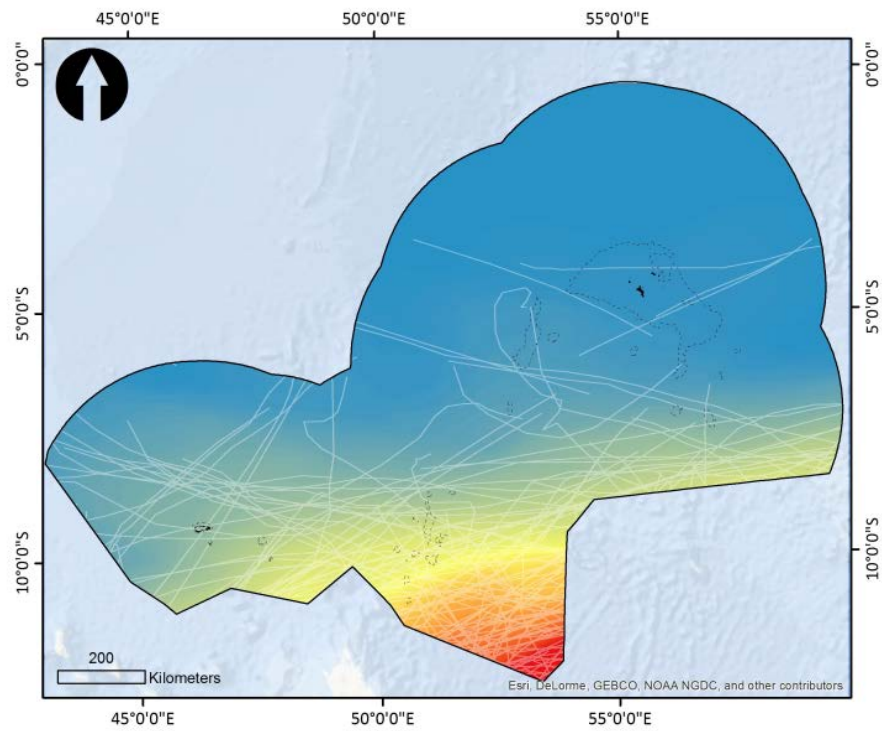 45°0'0"E 50°0'0"E 55°0'0"E
0°0'0" 0°0'0"
5°0'0"S 5°0'0"S
10°0'0"S 10°0'0"S
200
Kilometers
Esri, DeLorme, GEBCO, NOAA NGDC, and other contributors
45°0'0"E 50°0'0"E 55°0'0"E